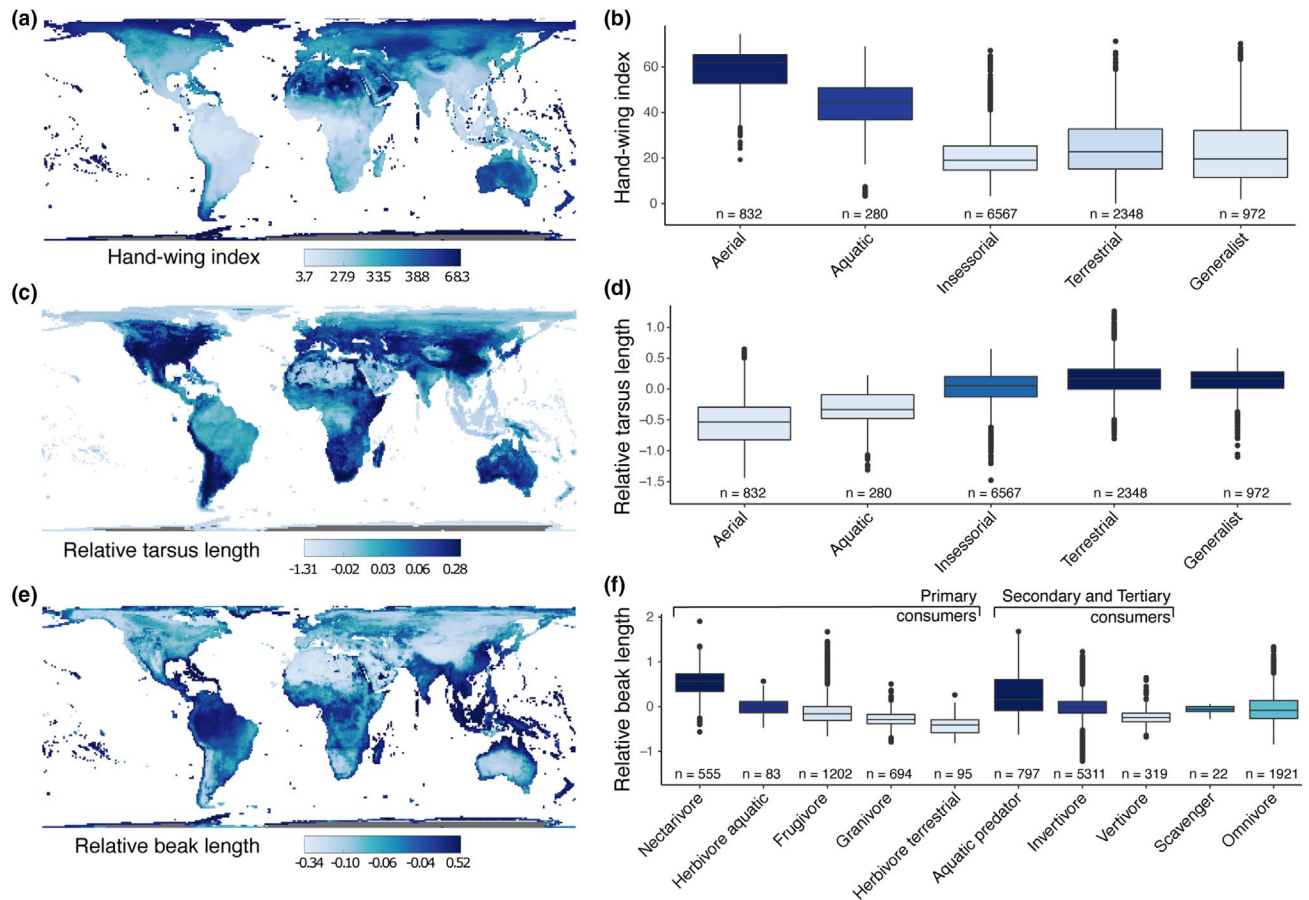 (a)
Hand-wing index
3.7 27.9 33.5 38.8 68.3
(b)
Hand-wing index
60
40
20
0
n = 832 n = 280 n = 6567 n = 2348 n = 972
Aerial Aquatic Insessorial Terrestrial Generalist
(c)
Relative tarsus length
-1.31 -0.02 0.03 0.06 0.28
(d)
Relative tarsus length
1.0
0.5
0.0
−0.5
−1.0
−1.5
n = 832 n = 280 n = 6567 n = 2348 n = 972
Aerial Aquatic Insessorial Terrestrial Generalist
(e)
Relative beak length
-0.34 -0.10 -0.06 -0.04 0.52
(f)
Primary
consumers
Secondary and Tertiary
consumers
Relative beak length
2
1
0
−1
n = 555 n = 83 n = 1202 n = 694 n = 95 n = 797 n = 5311 n = 319 n = 22 n = 1921
Nectarivore Herbivore aquatic Frugivore Granivore Herbivore terrestrial Aquatic predator Invertivore Vertivore Scavenger Omnivore